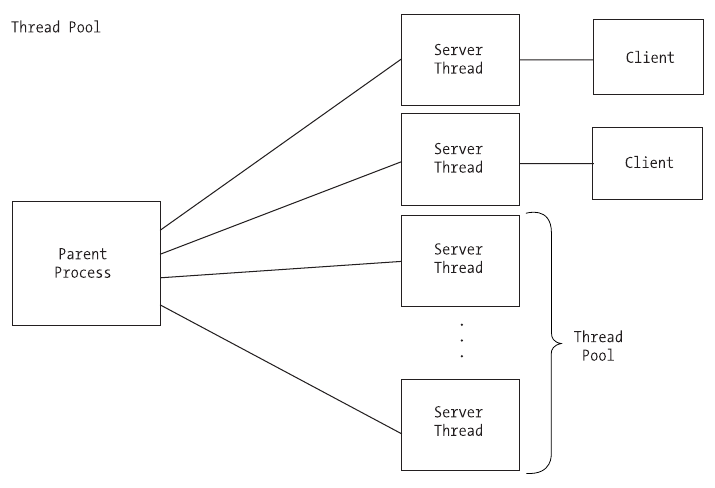 Thread Pool
Server
Thread
Client
Server
Thread
Client
Parent
Process
Server
Thread
Thread
Pool
Server
Thread